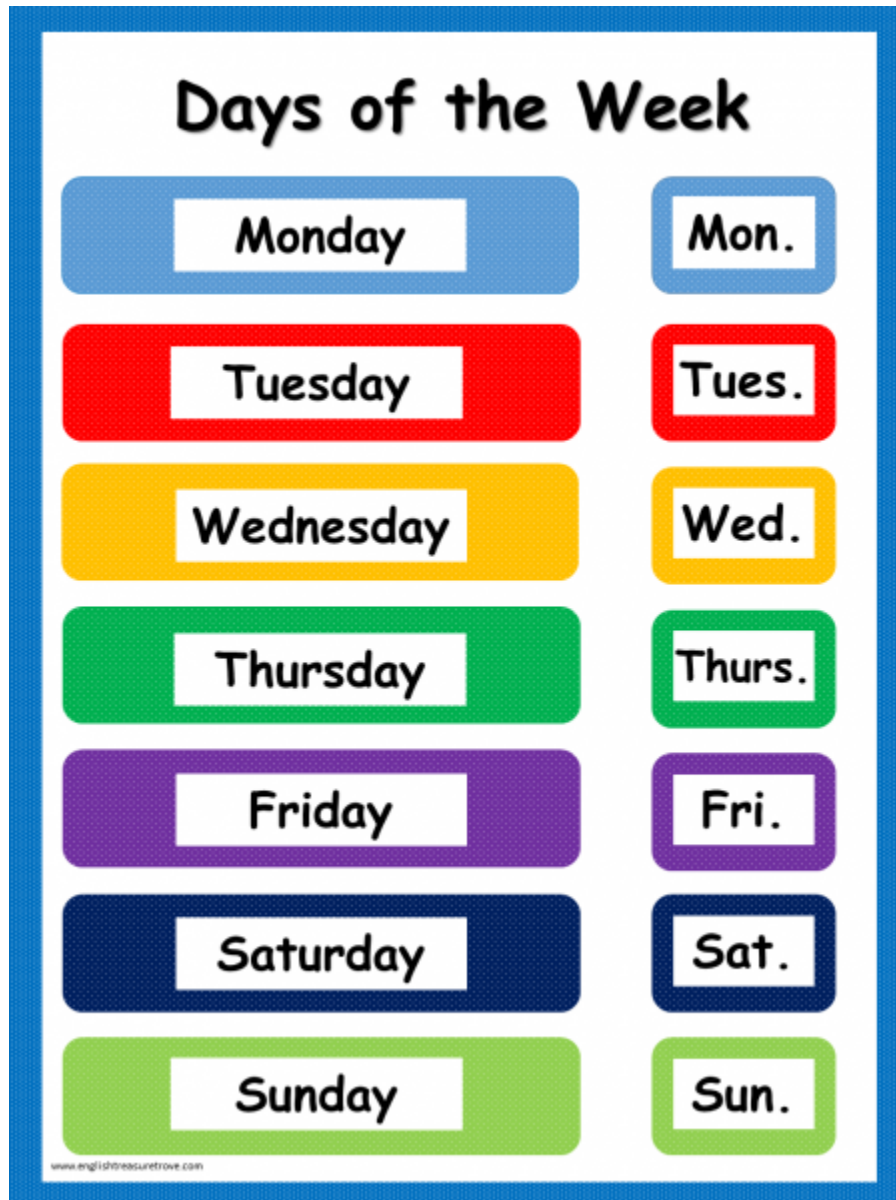 Days of the Week
Monday Mon.
Tuesday Tues.
Wednesday Wed.
Thursday Thurs.
Friday Fri.
Saturday Sat.
Sunday Sun.
www.englishtreasuretrove.com